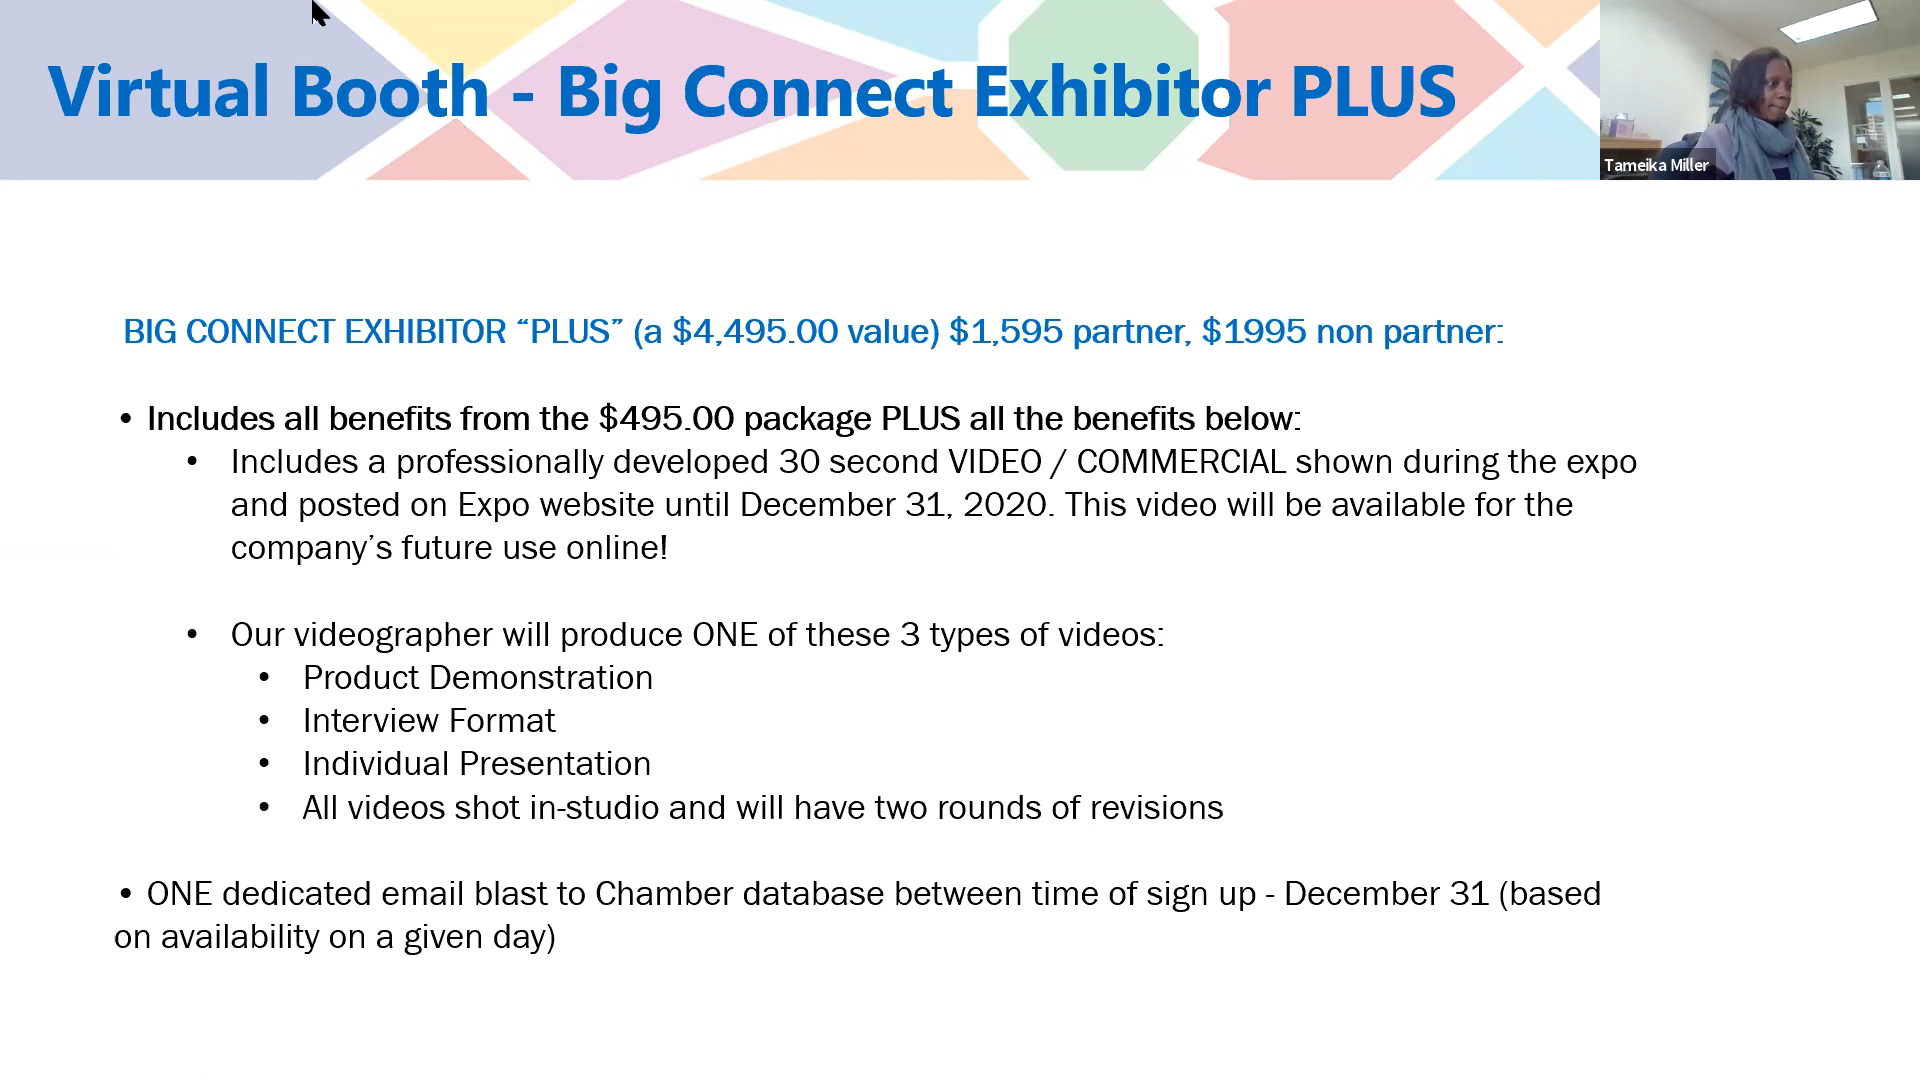 Virtual Booth - Big Connect Exhibitor PLUS
Tameika Miller
BIG CONNECT EXHIBITOR “PLUS” (a $4,495.00 value) $1,595 partner, $1995 non partner:
• Includes all benefits from the $495.00 package PLUS all the benefits below:
• Includes a professionally developed 30 second VIDEO / COMMERCIAL shown during the expo
and posted on Expo website until December 31, 2020. This video will be available for the
company’s future use online!
• Our videographer will produce ONE of these 3 types of videos:
• Product Demonstration
• Interview Format
• Individual Presentation
• All videos shot in-studio and will have two rounds of revisions
• ONE dedicated email blast to Chamber database between time of sign up - December 31 (based
on availability on a given day)